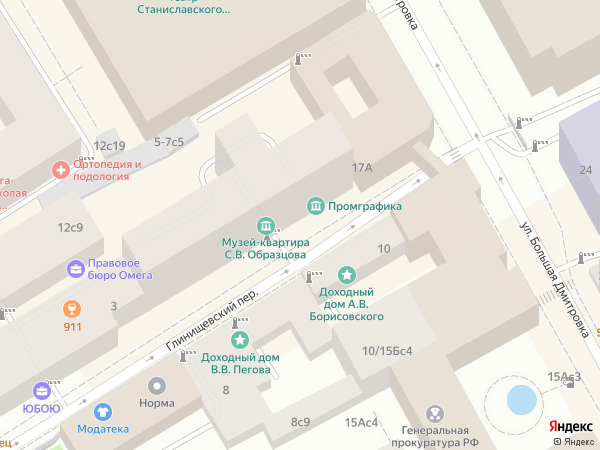 Станиславского...
Дмитровка
12с19
5-7с5
Ортопедия и
подология
17А
24
Промграфика
12с9
Музей-квартира
С.В. Образцова
10
ул. Большая Дмитровка
Правовое
бюро Омега
Доходный
дом А.В.
Борисовского
3
911
Глинищевский пер.
Доходный дом
В.В. Пегова
10/15Бс4
15Ас3
ЮБОЮ
Норма
8
Модатека
8с9
15Ас4
Генеральная
прокуратура РФ
Яндекс